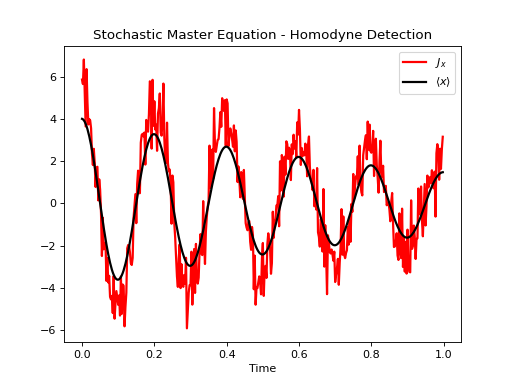 Stochastic Master Equation - Homodyne Detection
J_x
⟨x⟩
6
4
2
0
−2
−4
−6
0.0 0.2 0.4 0.6 0.8 1.0
Time